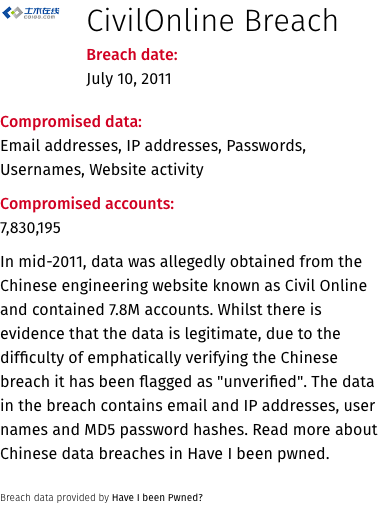 土木在线
co188.com
CivilOnline Breach
Breach date:
July 10, 2011
Compromised data:
Email addresses, IP addresses, Passwords,
Usernames, Website activity
Compromised accounts:
7,830,195
In mid-2011, data was allegedly obtained from the
Chinese engineering website known as Civil Online
and contained 7.8M accounts. Whilst there is
evidence that the data is legitimate, due to the
difficulty of emphatically verifying the Chinese
breach it has been flagged as "unverified". The data
in the breach contains email and IP addresses, user
names and MD5 password hashes. Read more about
Chinese data breaches in Have I been pwned.
Breach data provided by Have I been Pwned?